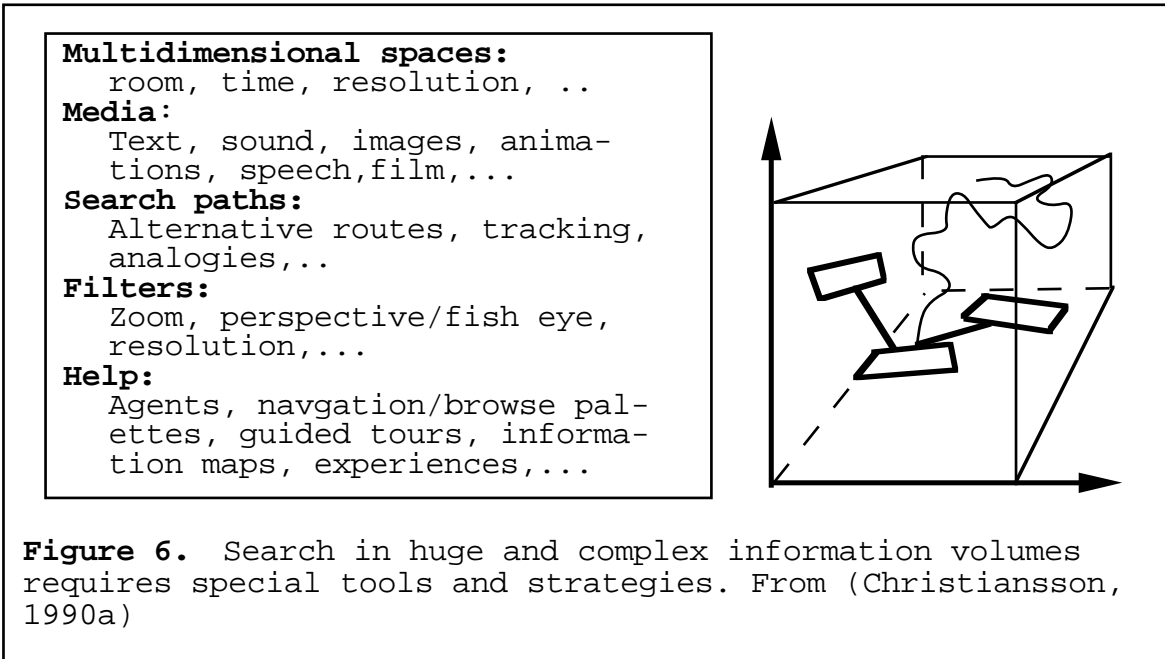 Multidimensional spaces:
room, time, resolution, ..
Media:
Text, sound, images, anima-
tions, speech,film,...
Search paths:
Alternative routes, tracking,
analogies,..
Filters:
Zoom, perspective/fish eye,
resolution,...
Help:
Agents, navgation/browse pal-
ettes, guided tours, informa-
tion maps, experiences,...
Figure 6. Search in huge and complex information volumes
requires special tools and strategies. From (Christiansson,
1990a)